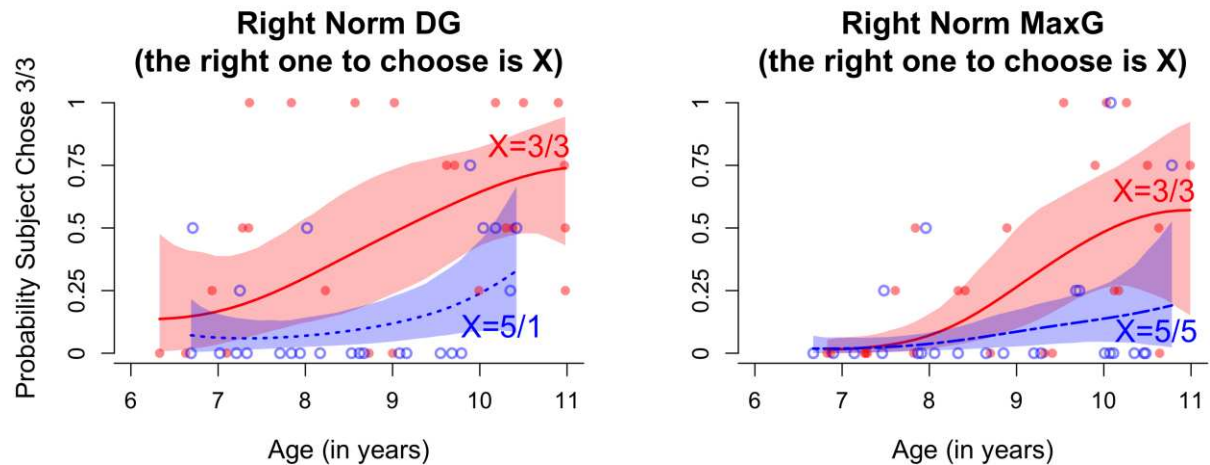 Right Norm DG
(the right one to choose is X)
Right Norm MaxG
(the right one to choose is X)
Probability Subject Chose 3/3
1
0.75
0.5
0.25
0
X=3/3
X=5/1
6 7 8 9 10 11
Age (in years)
1
0.75
0.5
0.25
0
X=3/3
X=5/5
6 7 8 9 10 11
Age (in years)